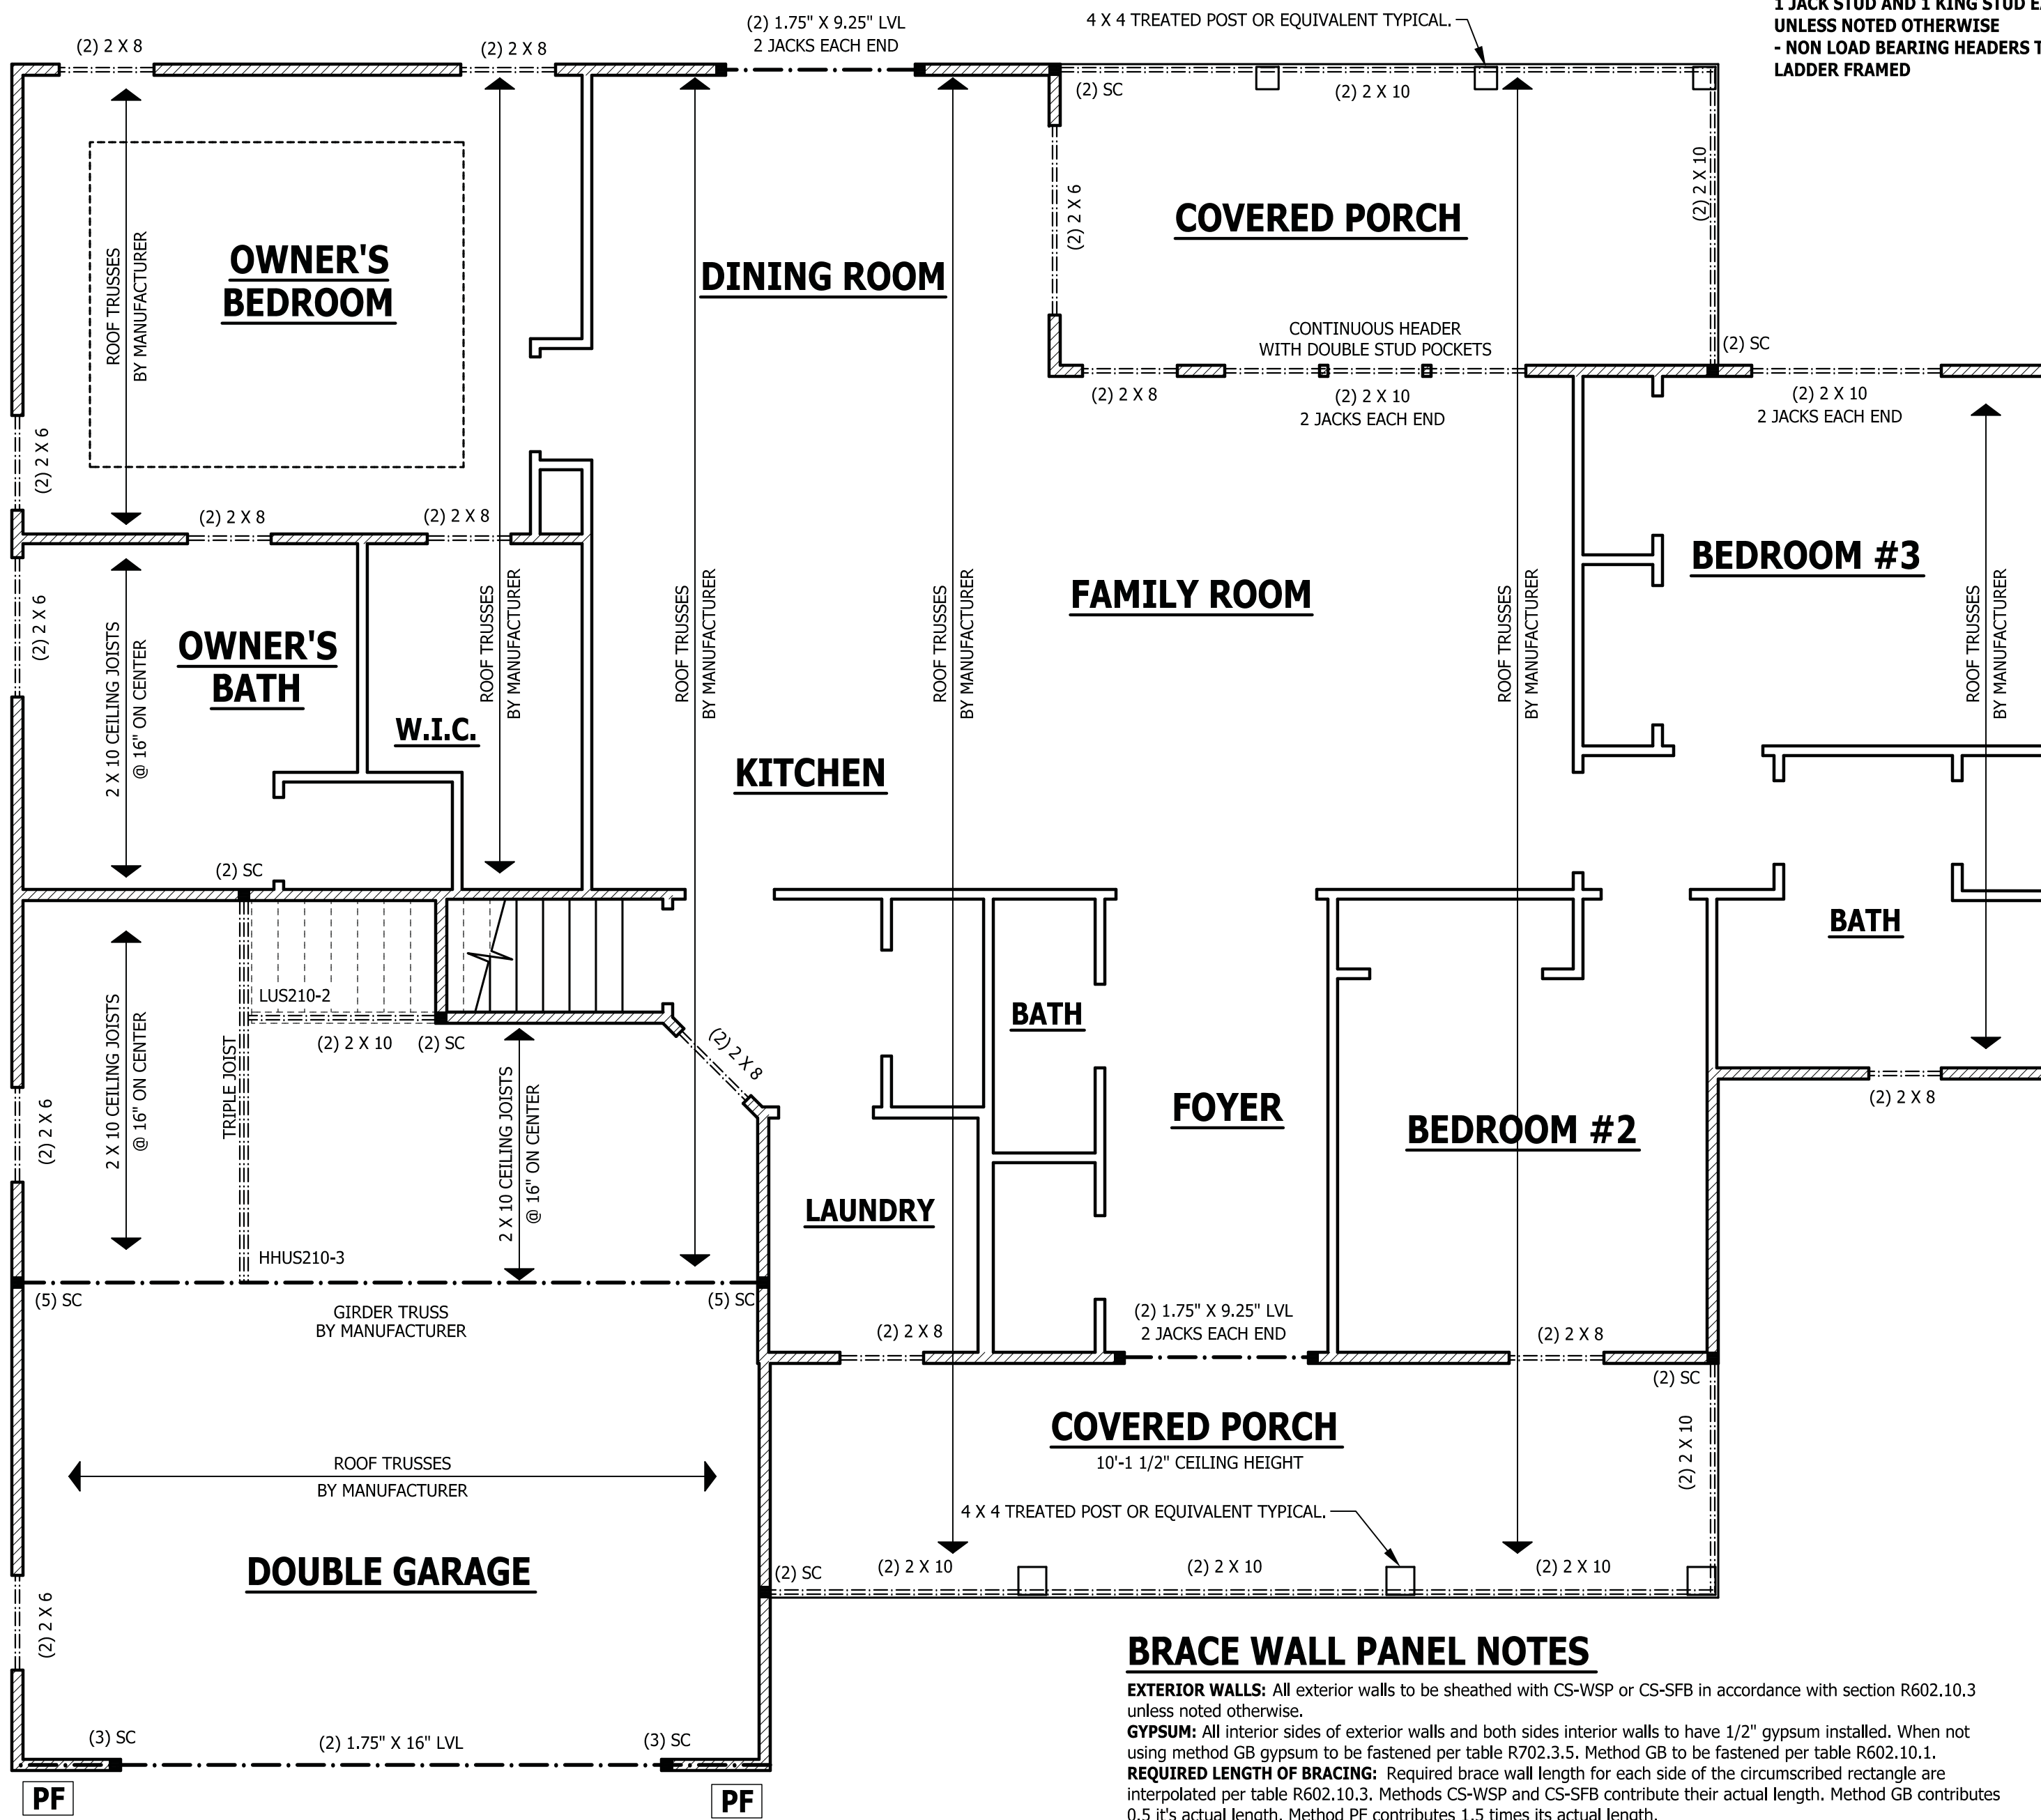 1 JACK STUD AND 1 KING STUD
UNLESS NOTED OTHERWISE
- NON LOAD BEARING HEADERS
LADDER FRAMED
(2) 2 X 8
(2) 2 X 8
(2) 1.75" X 9.25" LVL
2 JACKS EACH END
4 X 4 TREATED POST OR EQUIVALENT TYPICAL.
(2) SC
(2) 2 X 10
(2) 2 X 10
(2) 2 X 6
COVERED PORCH
OWNER'S
BEDROOM
ROOF TRUSSES
BY MANUFACTURER
DINING ROOM
CONTINUOUS HEADER
WITH DOUBLE STUD POCKETS
(2) SC
(2) 2 X 8
(2) 2 X 10
2 JACKS EACH END
(2) 2 X 10
2 JACKS EACH END
(2) 2 X 6
(2) 2 X 8
(2) 2 X 8
(2) 2 X 6
2 X 10 CEILING JOISTS
@ 16" ON CENTER
OWNER'S
BATH
W.I.C.
ROOF TRUSSES
BY MANUFACTURER
ROOF TRUSSES
BY MANUFACTURER
ROOF TRUSSES
BY MANUFACTURER
FAMILY ROOM
ROOF TRUSSES
BY MANUFACTURER
BEDROOM #3
ROOF TRUSSES
BY MANUFACTURER
KITCHEN
(2) SC
BATH
LUS210-2
(2) 2 X 10
(2) SC
TRIPLE JOIST
2 X 10 CEILING JOISTS
@ 16" ON CENTER
(2) 2 X 6
2 X 10 CEILING JOISTS
@ 16" ON CENTER
(2) 2 X 8
BATH
FOYER
BEDROOM #2
(2) 2 X 8
LAUNDRY
HHUS210-3
(5) SC
(5) SC
GIRDER TRUSS
BY MANUFACTURER
(2) 2 X 8
(2) 1.75" X 9.25" LVL
2 JACKS EACH END
(2) 2 X 8
(2) SC
COVERED PORCH
10'-1 1/2" CEILING HEIGHT
(2) 2 X 10
ROOF TRUSSES
BY MANUFACTURER
4 X 4 TREATED POST OR EQUIVALENT TYPICAL.
DOUBLE GARAGE
(2) SC
(2) 2 X 10
(2) 2 X 10
(2) 2 X 10
(2) 2 X 6
(3) SC
(2) 1.75" X 16" LVL
(3) SC
PF
PF
BRACE WALL PANEL NOTES
EXTERIOR WALLS: All exterior walls to be sheathed with CS-WSP or CS-SFB in accordance with section R602.10.3
unless noted otherwise.
GYPSUM: All interior sides of exterior walls and both sides interior walls to have 1/2" gypsum installed. When not
using method GB gypsum to be fastened per table R702.3.5. Method GB to be fastened per table R602.10.1.
REQUIRED LENGTH OF BRACING: Required brace wall length for each side of the circumscribed rectangle are
interpolated per table R602.10.3. Methods CS-WSP and CS-SFB contribute their actual length. Method GB contributes
0.5 it's actual length. Method PF contributes 1.5 times its actual length.